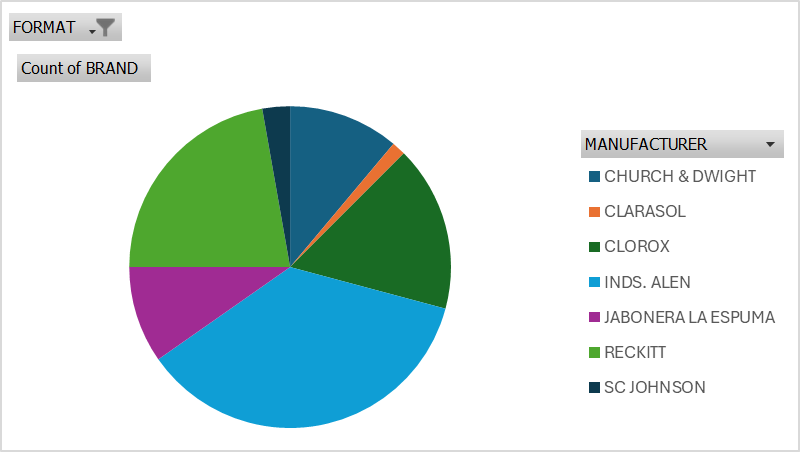 FORMAT
Count of BRAND
MANUFACTURER
CHURCH & DWIGHT
CLARASOL
CLOROX
INDS. ALEN
JABONERA LA ESPUMA
RECKITT
SC JOHNSON